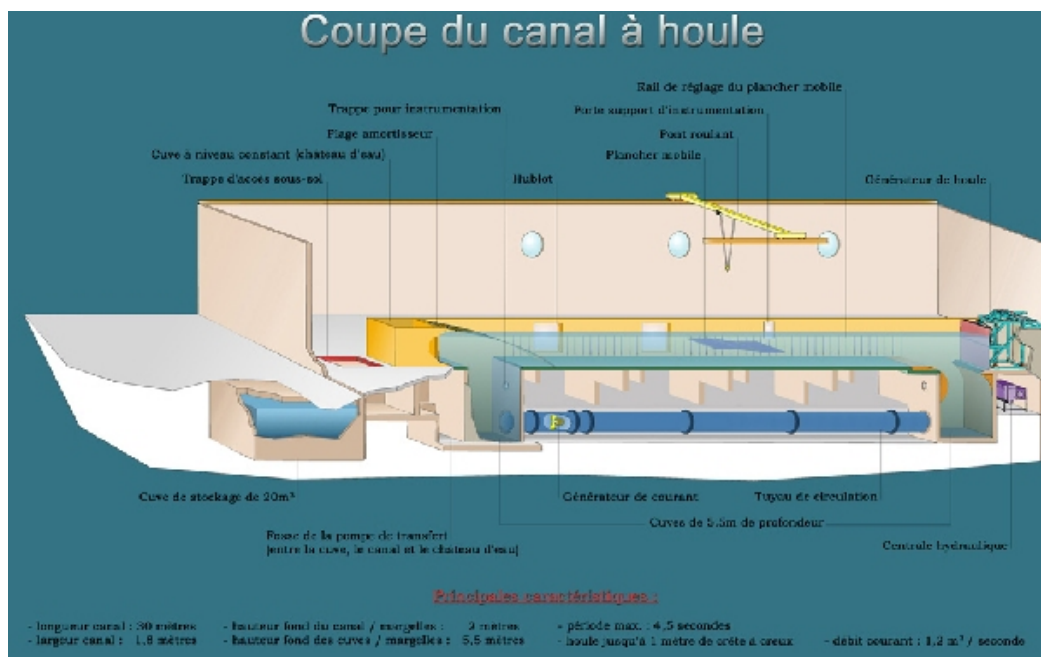 Coupe du canal à houle
Rail de réglage du plancher mobile
Trappe pour instrumentation
Porte support d'instrumentation
Plage amortisseur
Pont roulant
Cuve à niveau constant (chateau d'eau)
Plancher mobile
Trappe d'accès sous-sol
Hublot
Générateur de houle
Cuve de stockage de 20m³
Générateur de courant
Tuyau de circulation
Cuves de 5.5m de profondeur
Fosse de la pompe de transfert
(entre la cuve, le canal et le chateau d'eau)
Centrale hydraulique
Principales caractéristiques :
- longueur canal : 30 mètres - hauteur fond du canal / margelles : 2 mètres - période max. : 4,5 secondes
- largeur canal : 1,8 mètres - hauteur fond des cuves / margelles : 5,5 mètres - houle jusqu'à 1 mètre de crête à creux - débit courant : 1,2 m³ / seconde